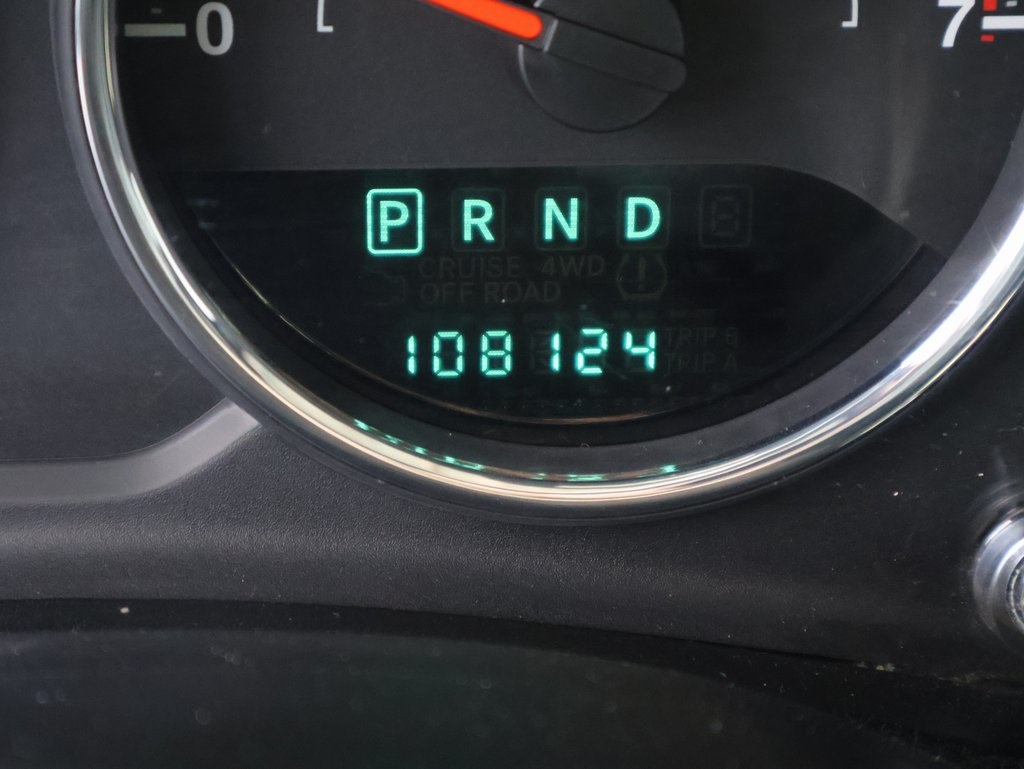 0 7
P R N D
CRUISE 4WD
OFF ROAD
TRIP B
108124 TRIP A